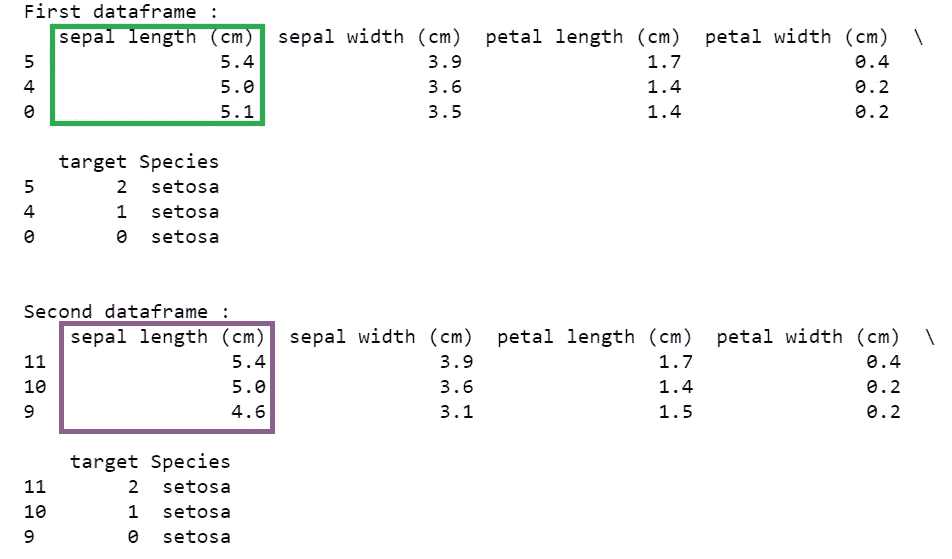 First dataframe :
   sepal length (cm)  sepal width (cm)  petal length (cm)  petal width (cm)  \
5                5.4               3.9                1.7               0.4
4                5.0               3.6                1.4               0.2
0                5.1               3.5                1.4               0.2
   target Species
5       2  setosa
4       1  setosa
0       0  setosa
Second dataframe :
    sepal length (cm)  sepal width (cm)  petal length (cm)  petal width (cm)  \
11                5.4               3.9                1.7               0.4
10                5.0               3.6                1.4               0.2
9                 4.6               3.1                1.5               0.2
    target Species
11       2  setosa
10       1  setosa
9        0  setosa